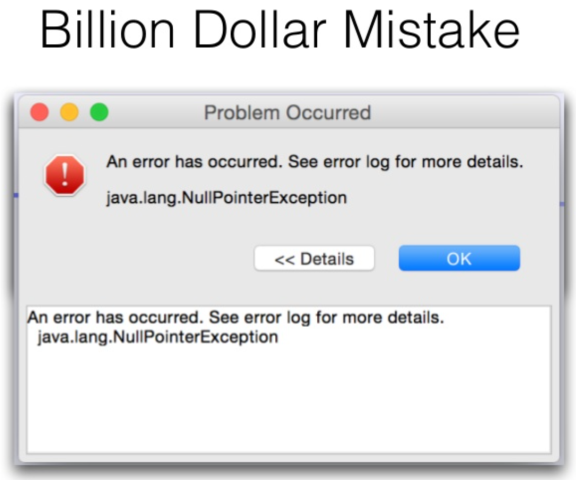 Billion Dollar Mistake
Problem Occurred
An error has occurred. See error log for more details.
java.lang.NullPointerException
<< Details
OK
An error has occurred. See error log for more details.
java.lang.NullPointerException